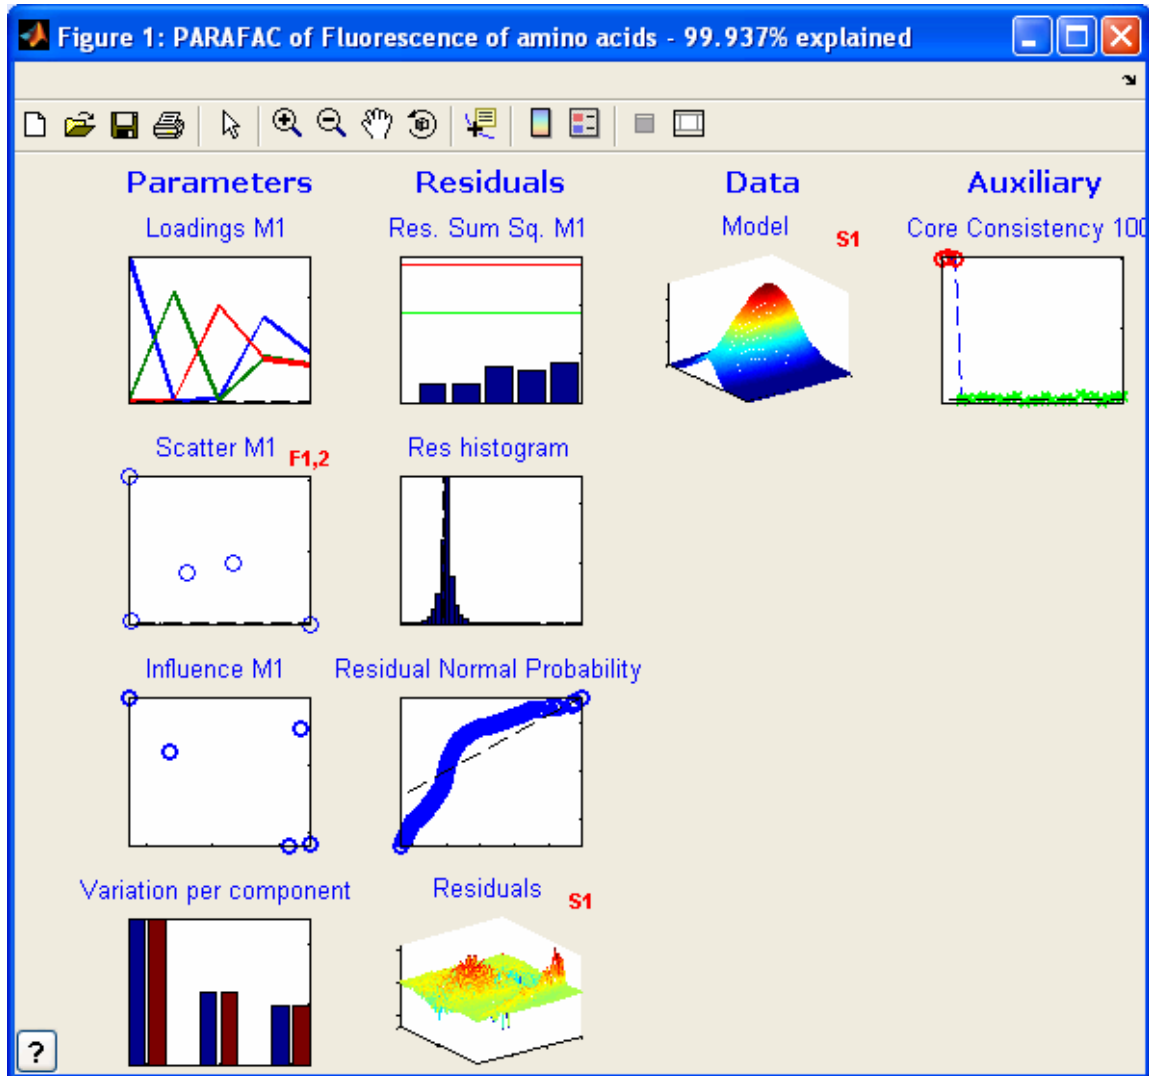 Figure 1: PARAFAC of Fluorescence of amino acids - 99.937% explained
Parameters Residuals Data Auxiliary
Loadings M1 Res. Sum Sq. M1 Model S1 Core Consistency 100
Scatter M1 F1,2 Res histogram
Influence M1 Residual Normal Probability
Variation per component Residuals S1
?